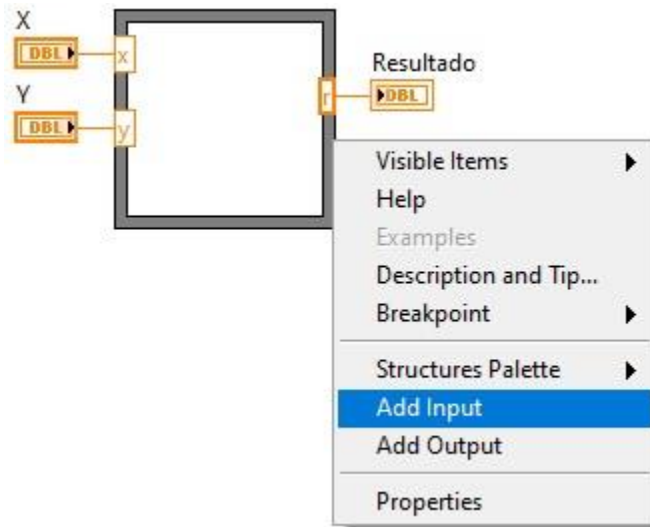 X
DBL
x
Y
DBL
y
r
Resultado
DBL
Visible Items
Help
Examples
Description and Tip...
Breakpoint
Structures Palette
Add Input
Add Output
Properties